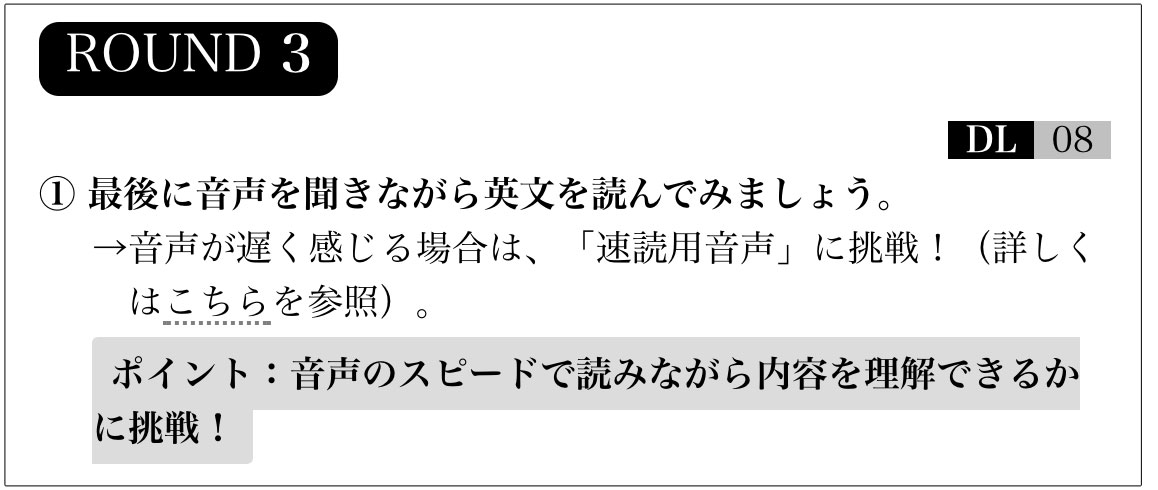 ROUND 3
DL 08
① 最後に音声を聞きながら英文を読んでみましょう。
→音声が遅く感じる場合は、「速読用音声」に挑戦！（詳しく
はこちらを参照）。
ポイント：音声のスピードで読みながら内容を理解できるか
に挑戦！